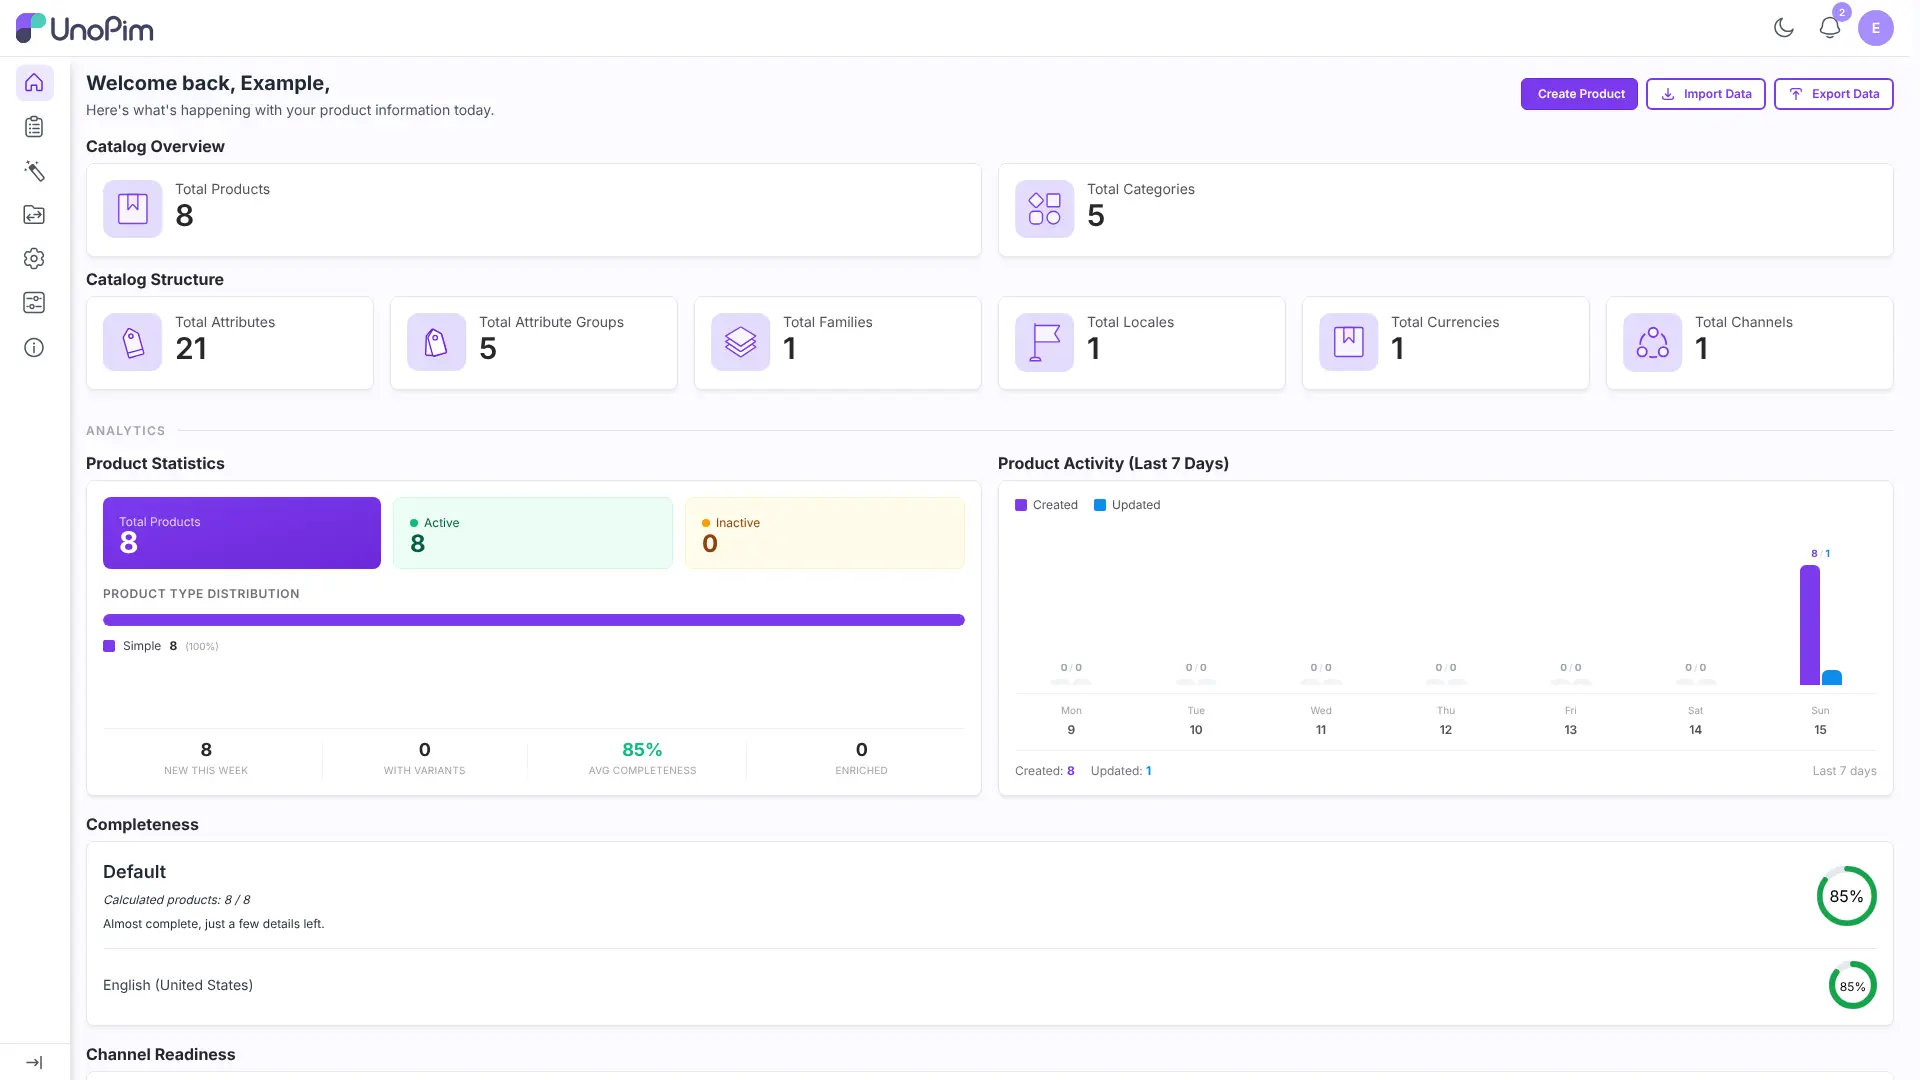 UnoPim
2
E
Welcome back, Example,
Here's what's happening with your product information today.
Create Product
Import Data
Export Data
Catalog Overview
Total Products
8
Total Categories
5
Catalog Structure
Total Attributes
21
Total Attribute Groups
5
Total Families
1
Total Locales
1
Total Currencies
1
Total Channels
1
ANALYTICS
Product Statistics
Total Products
8
Active
8
Inactive
0
PRODUCT TYPE DISTRIBUTION
Simple 8 (100%)
8
NEW THIS WEEK
0
WITH VARIANTS
85%
AVG COMPLETENESS
0
ENRICHED
Product Activity (Last 7 Days)
Created
Updated
0 / 0
0 / 0
0 / 0
0 / 0
0 / 0
0 / 0
8 / 1
Mon
9
Tue
10
Wed
11
Thu
12
Fri
13
Sat
14
Sun
15
Created: 8 Updated: 1
Last 7 days
Completeness
Default
Calculated products: 8 / 8
Almost complete, just a few details left.
85%
English (United States)
85%
Channel Readiness